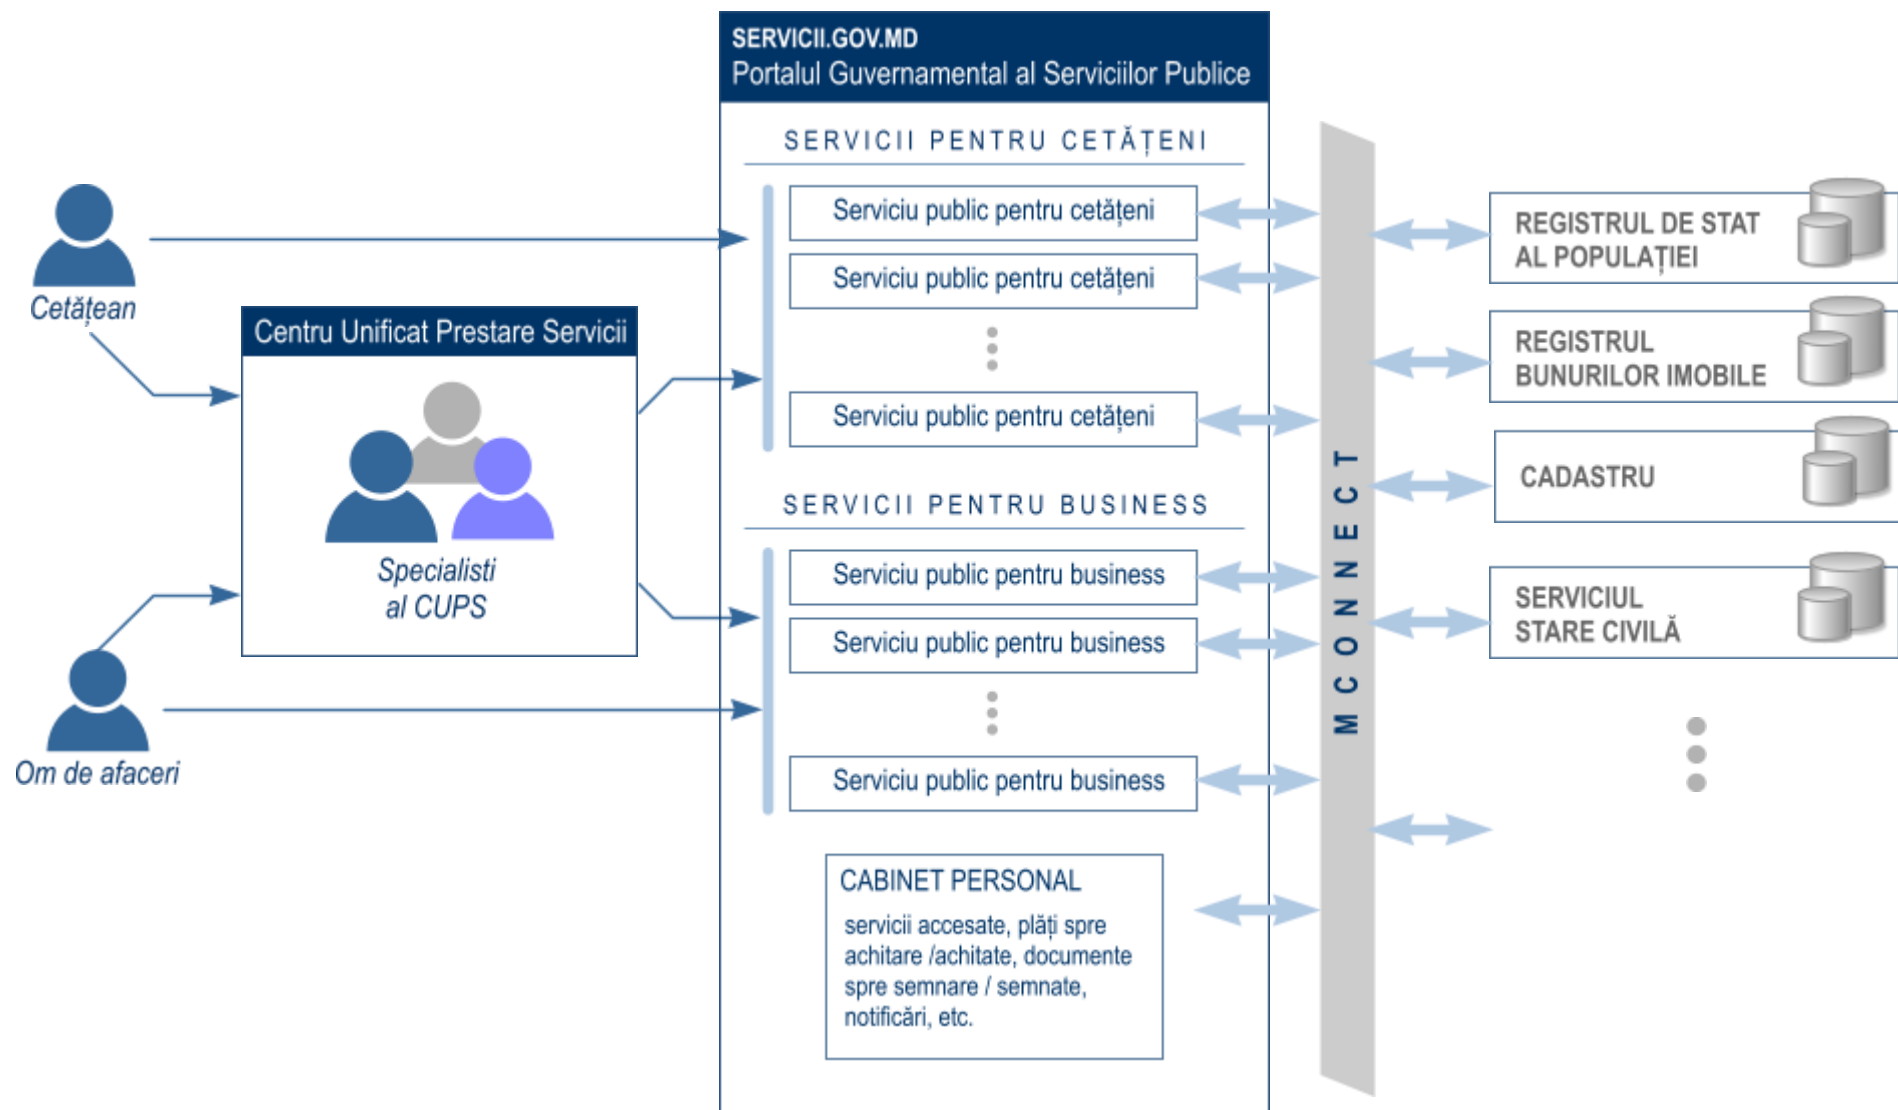 SERVICII.GOV.MD
Portalul Guvernamental al Serviciilor Publice
SERVICII PENTRU CETĂȚENI
Serviciu public pentru cetățeni
Serviciu public pentru cetățeni
Serviciu public pentru cetățeni
SERVICII PENTRU BUSINESS
Serviciu public pentru business
Serviciu public pentru business
Serviciu public pentru business
CABINET PERSONAL
servicii accesate, plăți spre
achitare /achitate, documente
spre semnare / semnate,
notificări, etc.
Cetățean
Centru Unificat Prestare Servicii
Specialisti
al CUPS
Om de afaceri
MCONNECT
REGISTRUL DE STAT
AL POPULAȚIEI
REGISTRUL
BUNURILOR IMOBILE
CADASTRU
SERVICIUL
STARE CIVILĂ